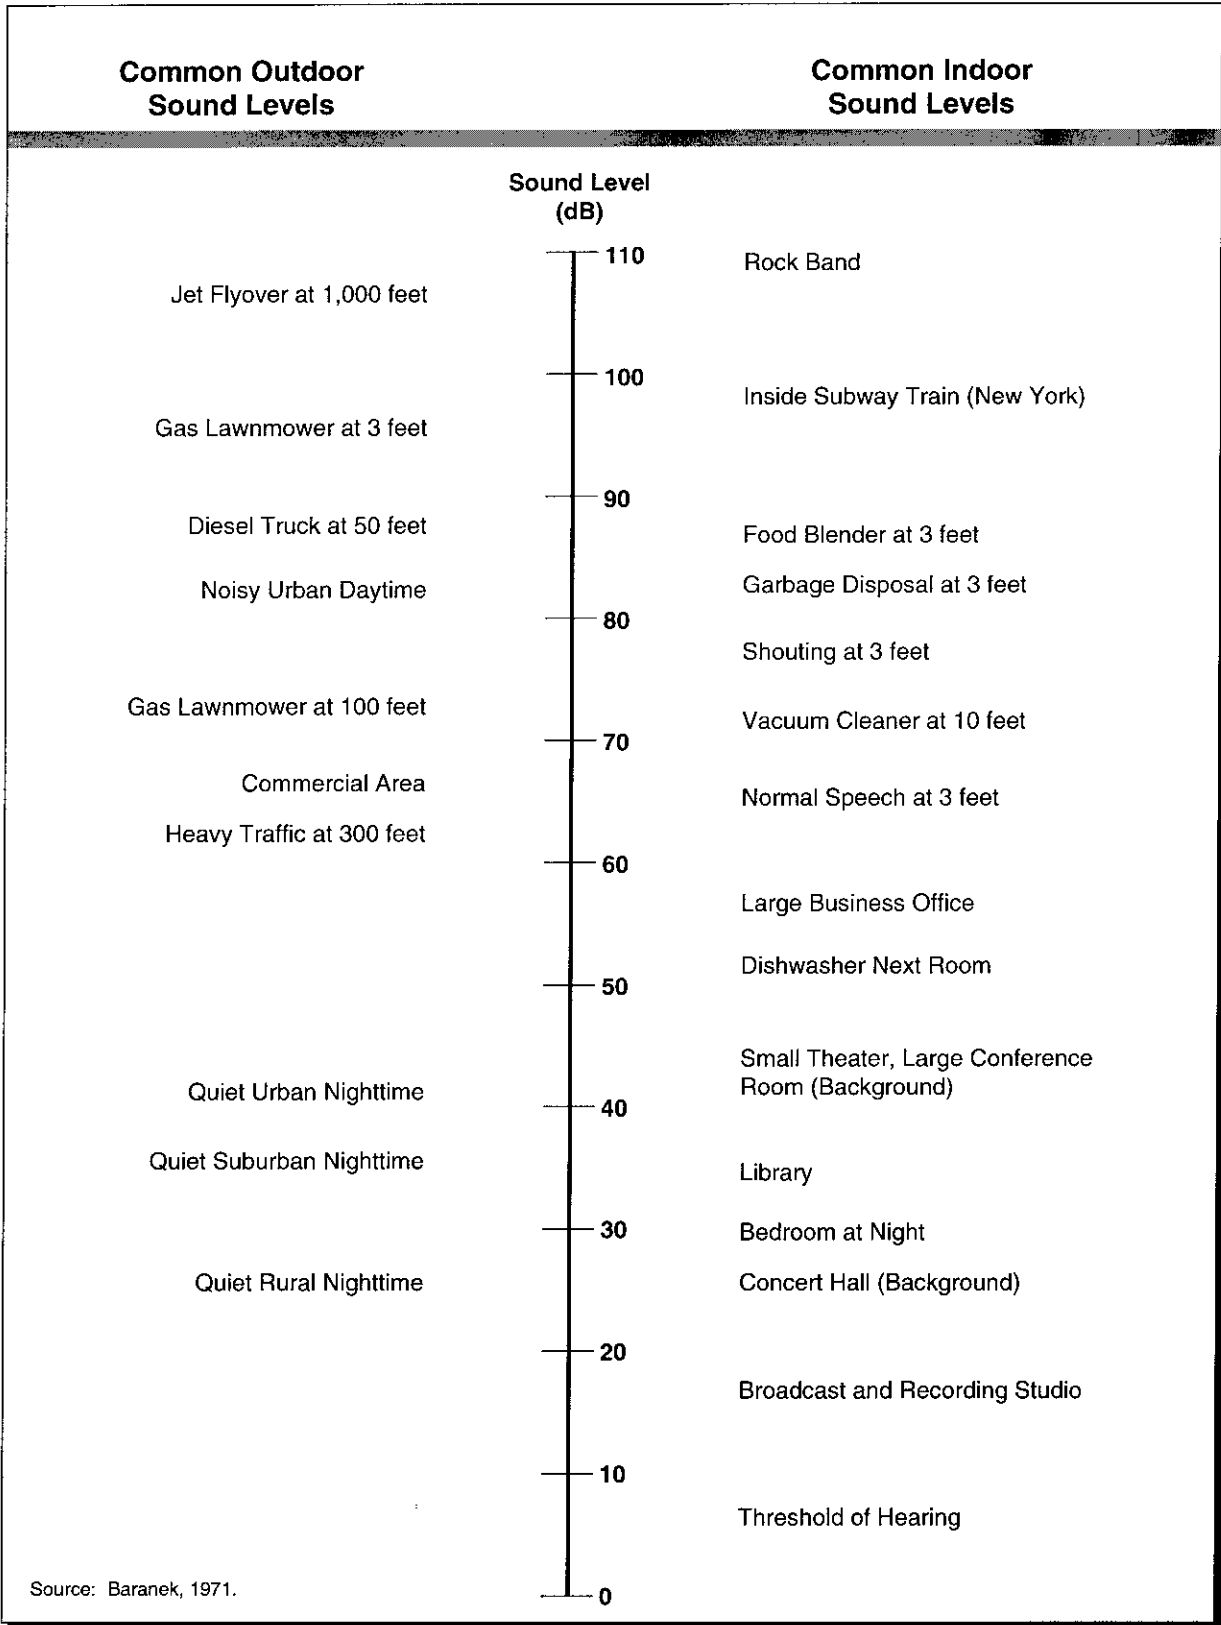 Common Outdoor
Sound Levels
Common Indoor
Sound Levels
Sound Level
(dB)
110
Rock Band
Jet Flyover at 1,000 feet
100
Inside Subway Train (New York)
Gas Lawnmower at 3 feet
90
Diesel Truck at 50 feet
Food Blender at 3 feet
Noisy Urban Daytime
Garbage Disposal at 3 feet
80
Shouting at 3 feet
Gas Lawnmower at 100 feet
Vacuum Cleaner at 10 feet
70
Commercial Area
Normal Speech at 3 feet
Heavy Traffic at 300 feet
60
Large Business Office
Dishwasher Next Room
50
Small Theater, Large Conference
Room (Background)
Quiet Urban Nighttime
40
Quiet Suburban Nighttime
Library
30
Bedroom at Night
Quiet Rural Nighttime
Concert Hall (Background)
20
Broadcast and Recording Studio
10
Threshold of Hearing
Source: Baranek, 1971.
0